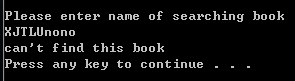 Please enter name of searching book
XJTLUnono
can't find this book
Press any key to continue . . .